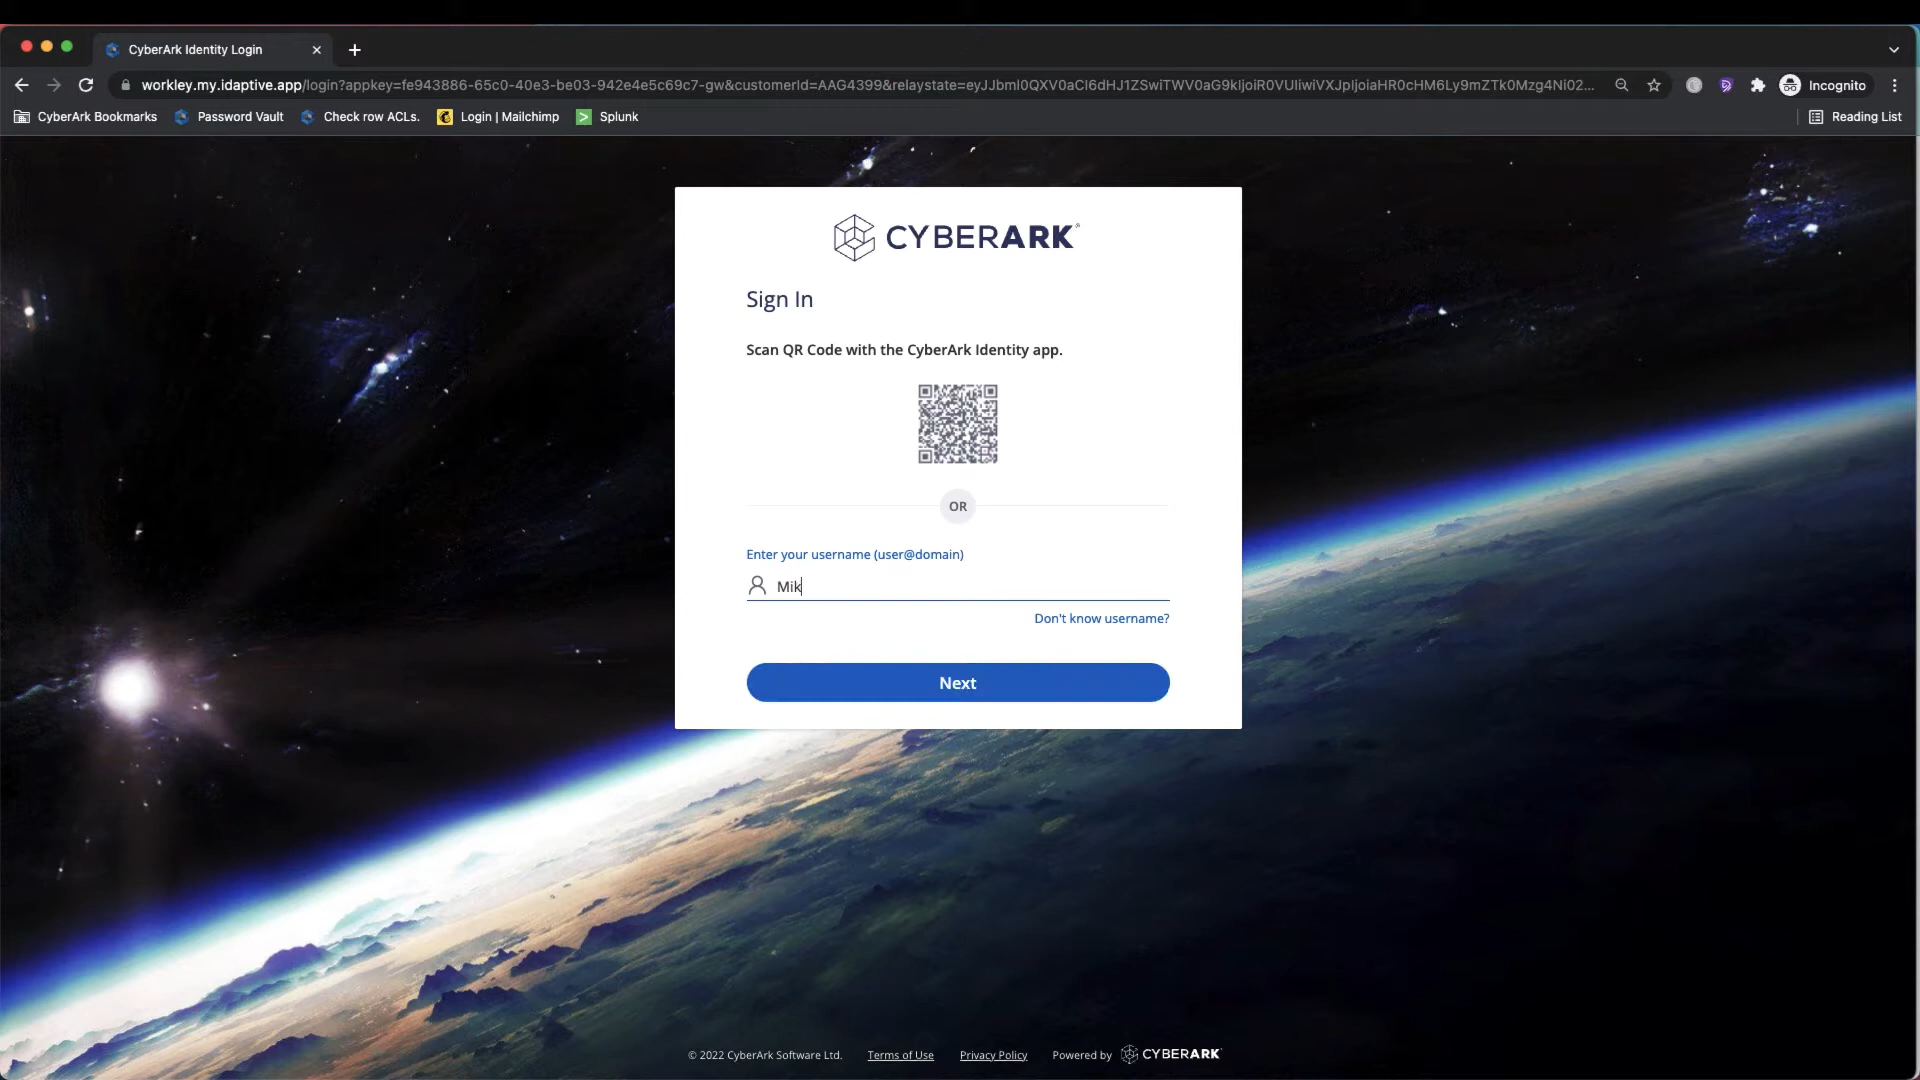 CyberArk Identity Login
workley.my.idaptive.app/login?appkey=fe943886-65c0-40e3-be03-942e4e5c69c7-gw&customerId=AAG4399&relaystate=eyJJbml0QXV0aCI6dHJ1ZSwiTWV0aG9kIjoiR0VUIiwiVXJpIjoiaHR0cHM6Ly9mZTk0Mzg4Ni02...
Incognito
CyberArk Bookmarks
Password Vault
Check row ACLs.
Login | Mailchimp
Splunk
Reading List
CYBERARK®
Sign In
Scan QR Code with the CyberArk Identity app.
OR
Enter your username (user@domain)
Mik
Don't know username?
Next
© 2022 CyberArk Software Ltd.
Terms of Use
Privacy Policy
Powered by
CYBERARK®